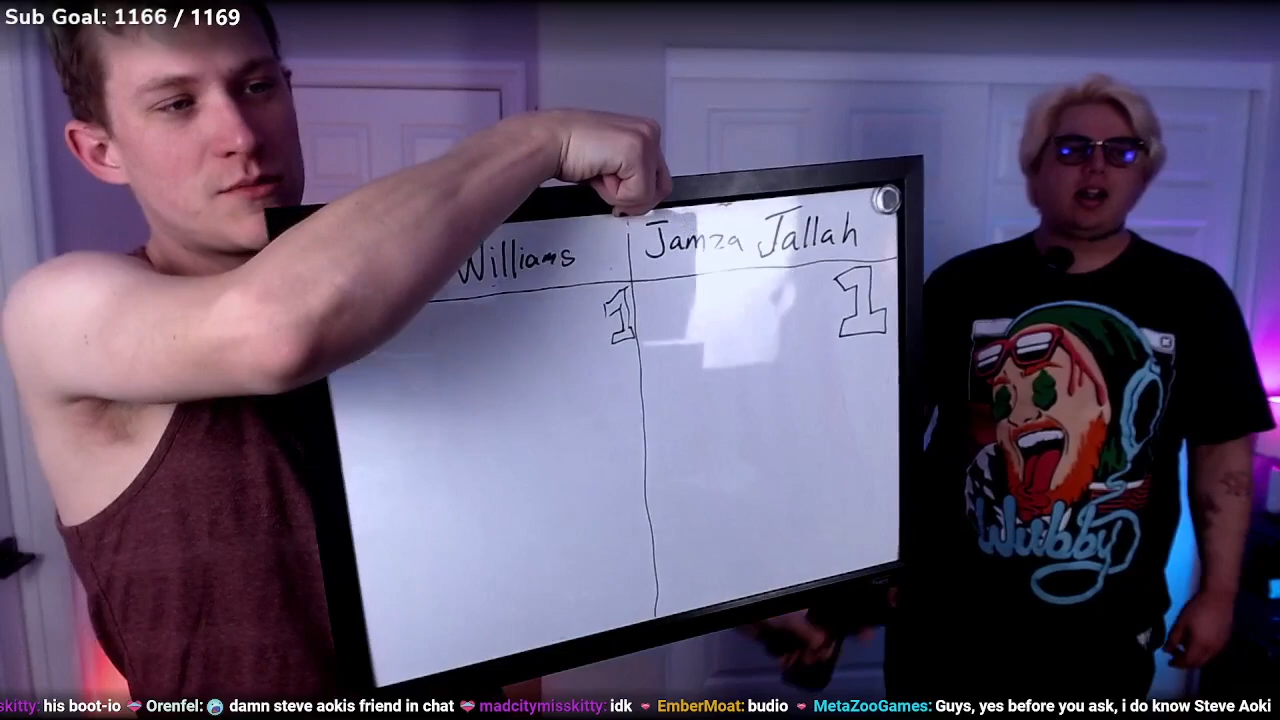 Sub Goal: 1166 / 1169
Williams
Jamza Jallah
1
1
Wubby
skitty: his boot-io Orenfel: damn steve aokis friend in chat madcitymisskitty: idk EmberMoat: budio MetaZooGames: Guys, yes before you ask, i do know Steve Aoki